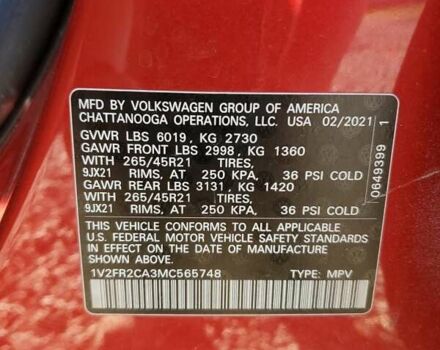 MFD BY VOLKSWAGEN GROUP OF AMERICA
CHATTANOOGA OPERATIONS, LLC. USA 02/2021
GVWR LBS 6019, KG 2730
GAWR FRONT LBS 2998, KG 1360
WITH 265/45R21 TIRES,
9JX21 RIMS, AT 250 KPA, 36 PSI COLD
GAWR REAR LBS 3131, KG 1420
WITH 265/45R21 TIRES,
9JX21 RIMS, AT 250 KPA, 36 PSI COLD
THIS VEHICLE CONFORMS TO ALL APPLICABLE
U.S. FEDERAL MOTOR VEHICLE SAFETY STANDARDS
IN EFFECT ON THE DATE OF MANUFACTURE
SHOWN ABOVE.
1V2FR2CA3MC565748 TYPE: MPV
0649399 1